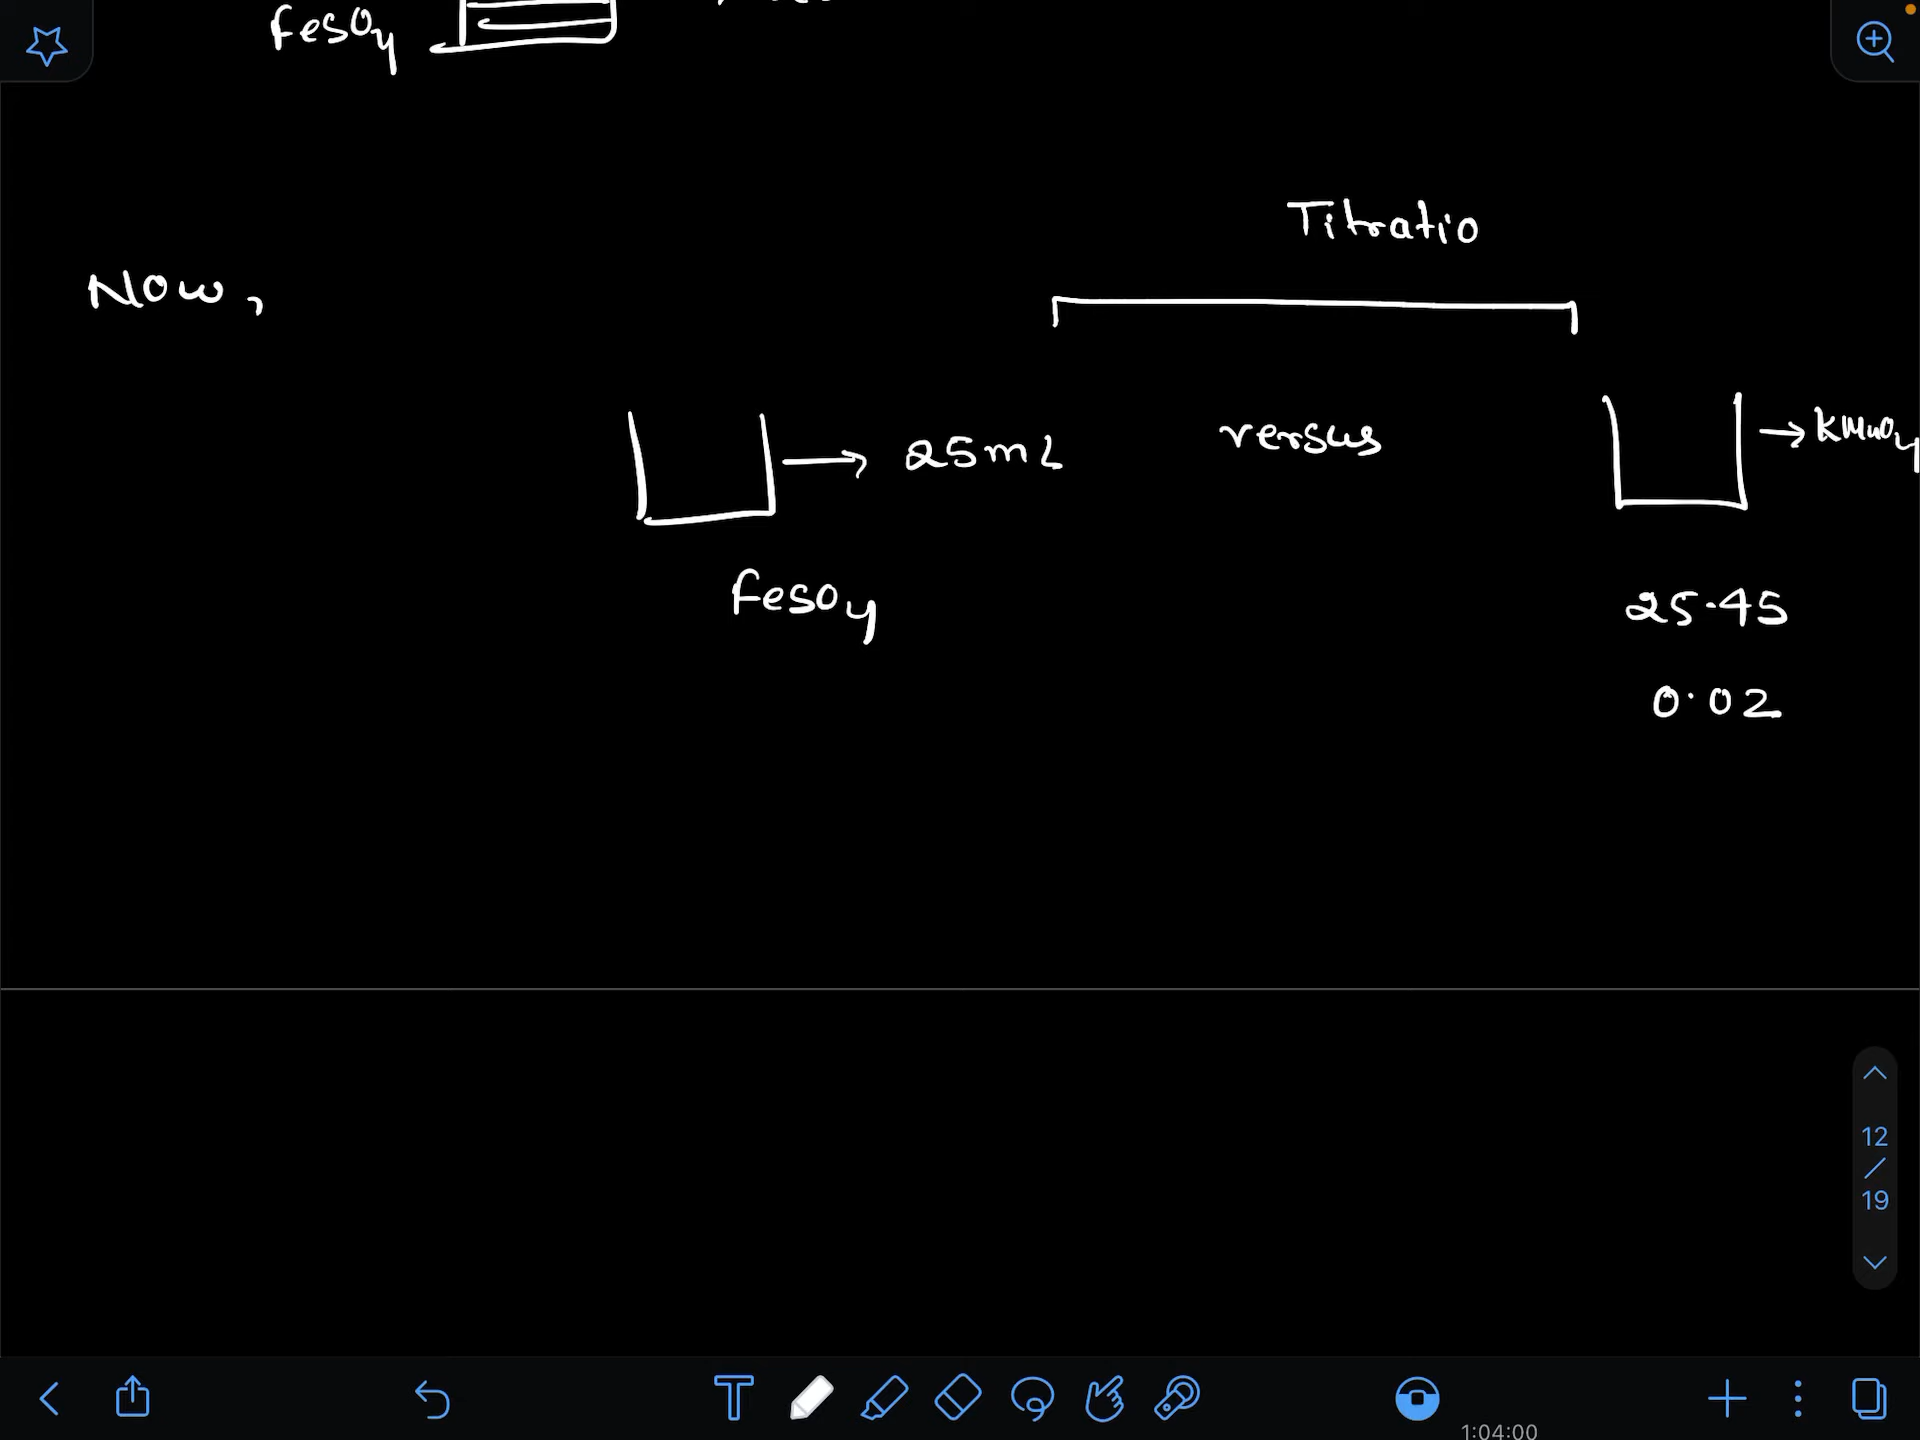 FeSO4
Titratio
Now,
25mL
versus
KMnO4
FeSO4
25.45
0.02
12
/
19
1:04:00